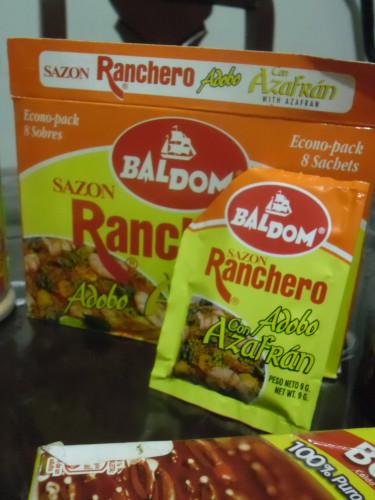 SAZON Ranchero Adobo Con Azafrán
WITH AZAFRAN
Econo-pack
8 Sobres
Econo-pack
8 Sachets
BALDOM
SAZON
Ranc
Adobo
BALDOM®
SAZON
Ranchero®
Adobo
Con
Azafrán
PESO NETO 9 G.
NET WT. 9 G.
100% Puro